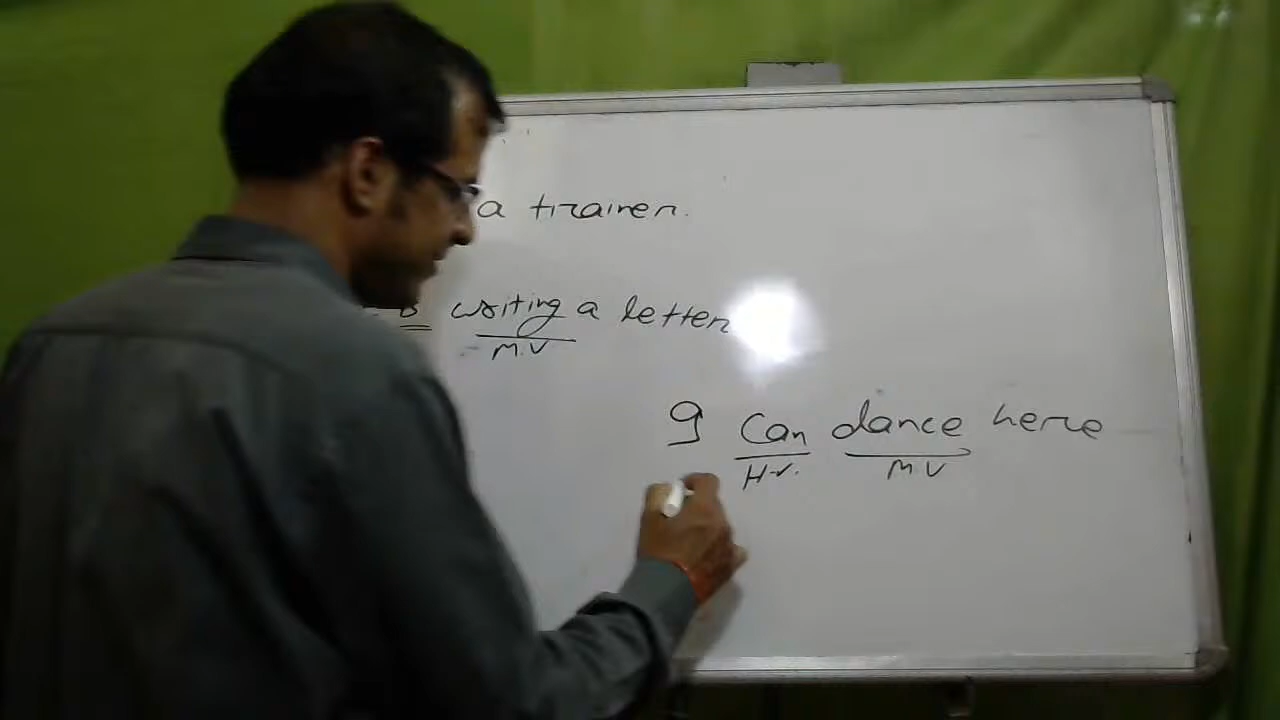 a trainer.
writing a letter
M.V
I can dance here
H.V. M V